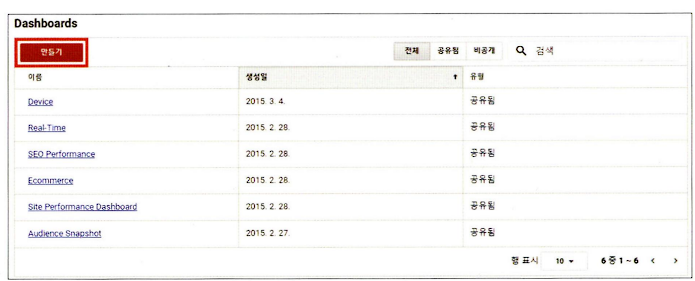 Dashboards
만들기
전체 공유됨 비공개 검색
이름 생성일 유형
Device 2015. 3. 4. 공유됨
Real-Time 2015. 2. 28. 공유됨
SEO Performance 2015. 2. 28. 공유됨
Ecommerce 2015. 2. 28. 공유됨
Site Performance Dashboard 2015. 2. 28. 공유됨
Audience Snapshot 2015. 2. 27. 공유됨
행 표시 10 6 중 1 ~ 6